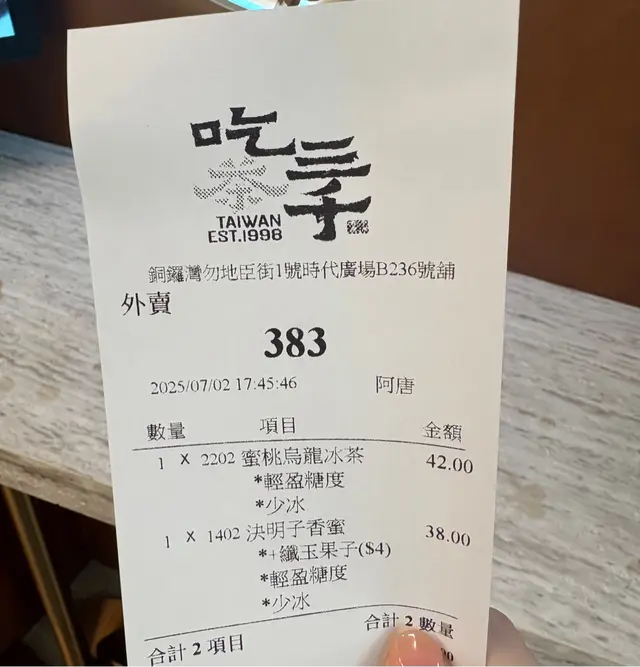 吃茶三千
TAIWAN
EST.1998
銅鑼灣勿地臣街1號時代廣場B236號舖
外賣
383
2025/07/02 17:45:46 阿唐
數量 項目 金額
1 X 2202 蜜桃烏龍冰茶 42.00
*輕盈糖度
*少冰
1 X 1402 決明子香蜜 38.00
*+纖玉果子($4)
*輕盈糖度
*少冰
合計 2 項目 合計 2 數量